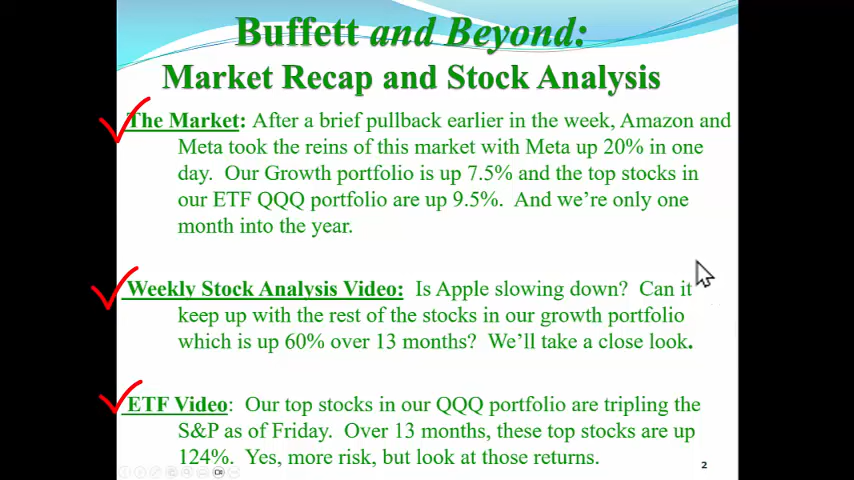 Buffett and Beyond:
Market Recap and Stock Analysis
The Market: After a brief pullback earlier in the week, Amazon and
Meta took the reins of this market with Meta up 20% in one
day. Our Growth portfolio is up 7.5% and the top stocks in
our ETF QQQ portfolio are up 9.5%. And we're only one
month into the year.
Weekly Stock Analysis Video: Is Apple slowing down? Can it
keep up with the rest of the stocks in our growth portfolio
which is up 60% over 13 months? We'll take a close look.
ETF Video: Our top stocks in our QQQ portfolio are tripling the
S&P as of Friday. Over 13 months, these top stocks are up
124%. Yes, more risk, but look at those returns.
2